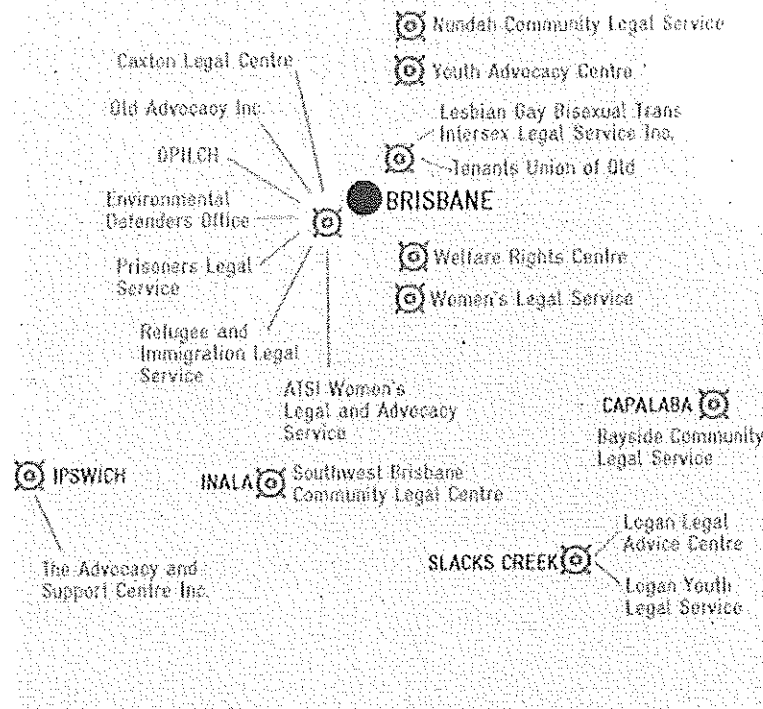 Nundah Community Legal Service
Caxton Legal Centre
Youth Advocacy Centre
Qld Advocacy Inc.
Lesbian Gay Bisexual Trans
Intersex Legal Service Inc.
QPILCH
Tenants Union of Qld
Environmental
Defenders Office
BRISBANE
Prisoners Legal
Service
Welfare Rights Centre
Women's Legal Service
Refugee and
Immigration Legal
Service
ATSI Women's
Legal and Advocacy
Service
CAPALABA
Bayside Community
Legal Service
IPSWICH
INALA
Southwest Brisbane
Community Legal Centre
The Advocacy and
Support Centre Inc.
SLACKS CREEK
Logan Legal
Advice Centre
Logan Youth
Legal Service